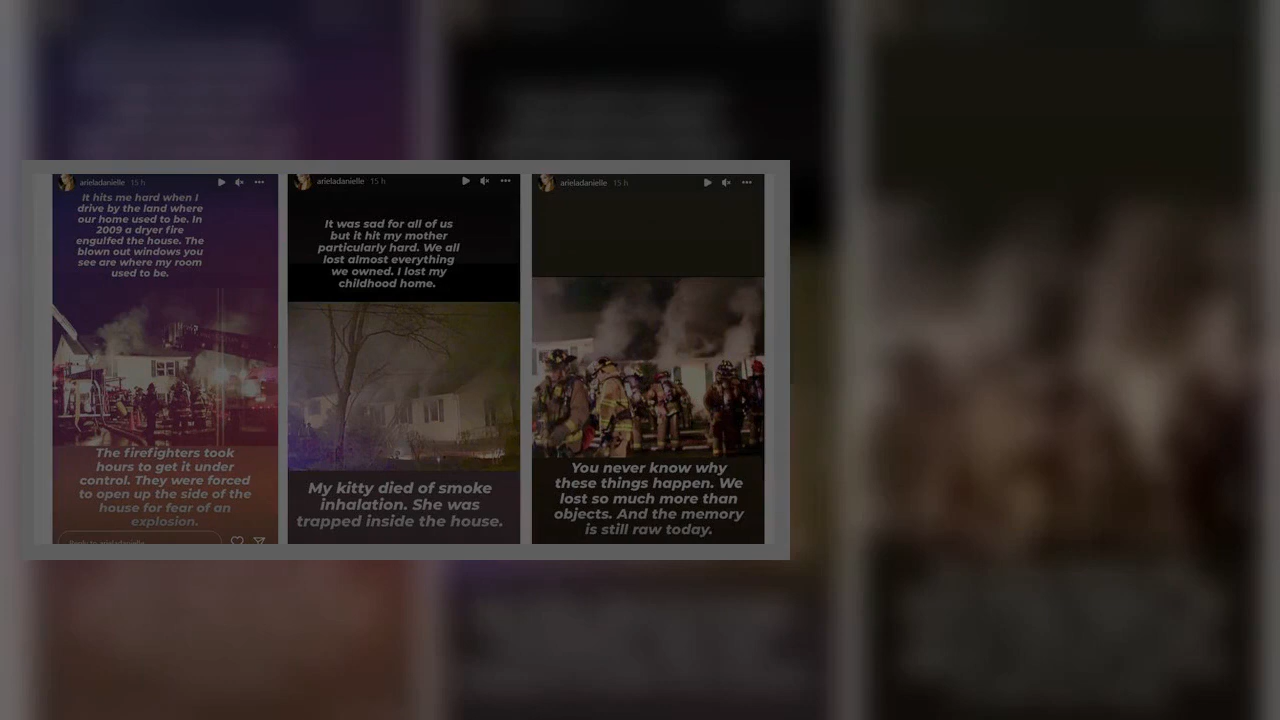 arieladanielle 15 h
It hits me hard when I
drive by the land where
our home used to be. In
2009 a dryer fire
engulfed the house. The
blown out windows you
see are where my room
used to be.
The firefighters took
hours to get it under
control. They were forced
to open up the side of the
house for fear of an
explosion.
Reply to arieladanielle
arieladanielle 15 h
It was sad for all of us
but it hit my mother
particularly hard. We all
lost almost everything
we owned. I lost my
childhood home.
My kitty died of smoke
inhalation. She was
trapped inside the house.
arieladanielle 15 h
You never know why
these things happen. We
lost so much more than
objects. And the memory
is still raw today.